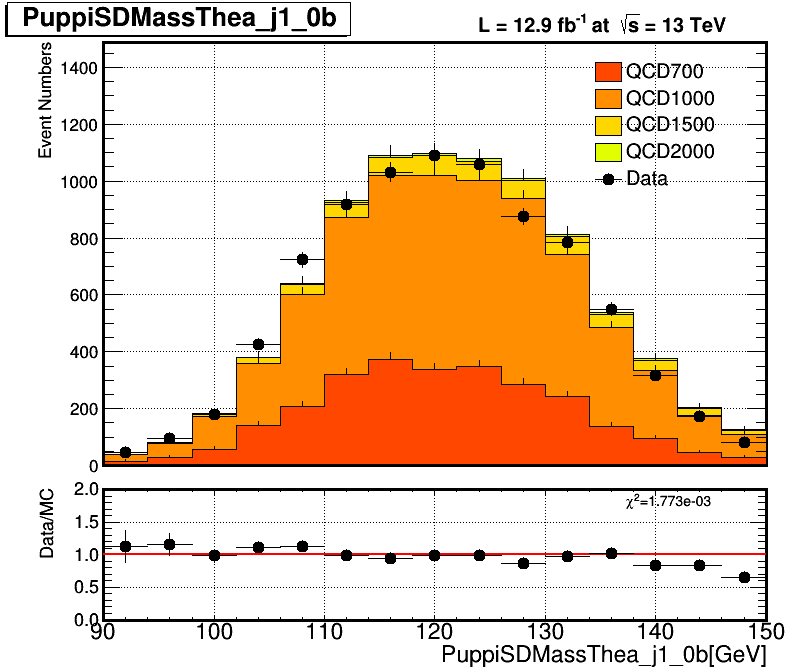 PuppiSDMassThea_j1_0b
L = 12.9 fb⁻¹ at √s = 13 TeV
Event Numbers
1400
1200
1000
800
600
400
200
0
QCD700
QCD1000
QCD1500
QCD2000
Data
Data/MC
2.0
1.5
1.0
0.5
0.0
χ²=1.773e-03
90 100 110 120 130 140 150
PuppiSDMassThea_j1_0b[GeV]